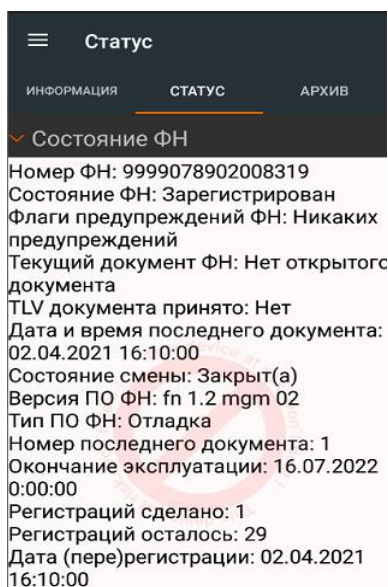 Статус
ИНФОРМАЦИЯ СТАТУС АРХИВ
Состояние ФН
Номер ФН: 9999078902008319
Состояние ФН: Зарегистрирован
Флаги предупреждений ФН: Никаких
предупреждений
Текущий документ ФН: Нет открытого
документа
TLV документа принято: Нет
Дата и время последнего документа:
02.04.2021 16:10:00
Состояние смены: Закрыт(а)
Версия ПО ФН: fn 1.2 mgm 02
Тип ПО ФН: Отладка
Номер последнего документа: 1
Окончание эксплуатации: 16.07.2022
0:00:00
Регистраций сделано: 1
Регистраций осталось: 29
Дата (пере)регистрации: 02.04.2021
16:10:00